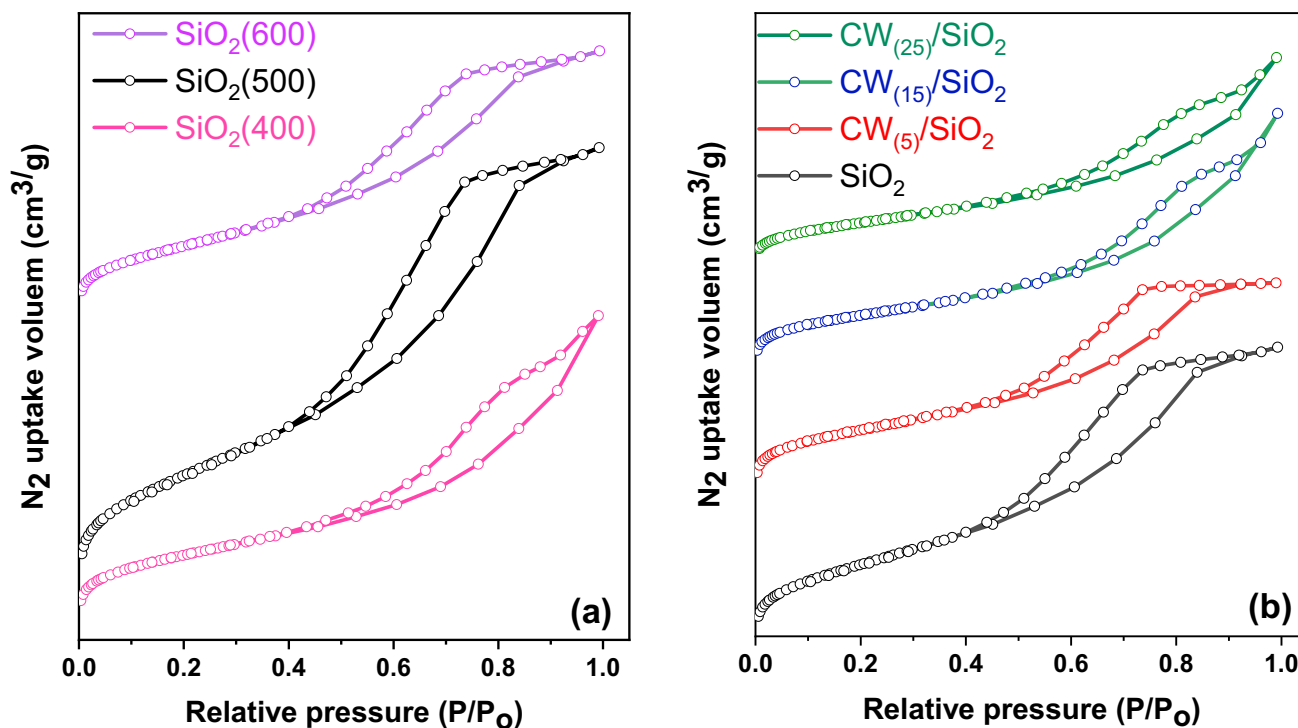 SiO2(600)
SiO2(500)
SiO2(400)
N2 uptake voluem (cm3/g)
(a)
0.0 0.2 0.4 0.6 0.8 1.0
Relative pressure (P/PO)
CW(25)/SiO2
CW(15)/SiO2
CW(5)/SiO2
SiO2
N2 uptake voluem (cm3/g)
(b)
0.0 0.2 0.4 0.6 0.8 1.0
Relative pressure (P/PO)